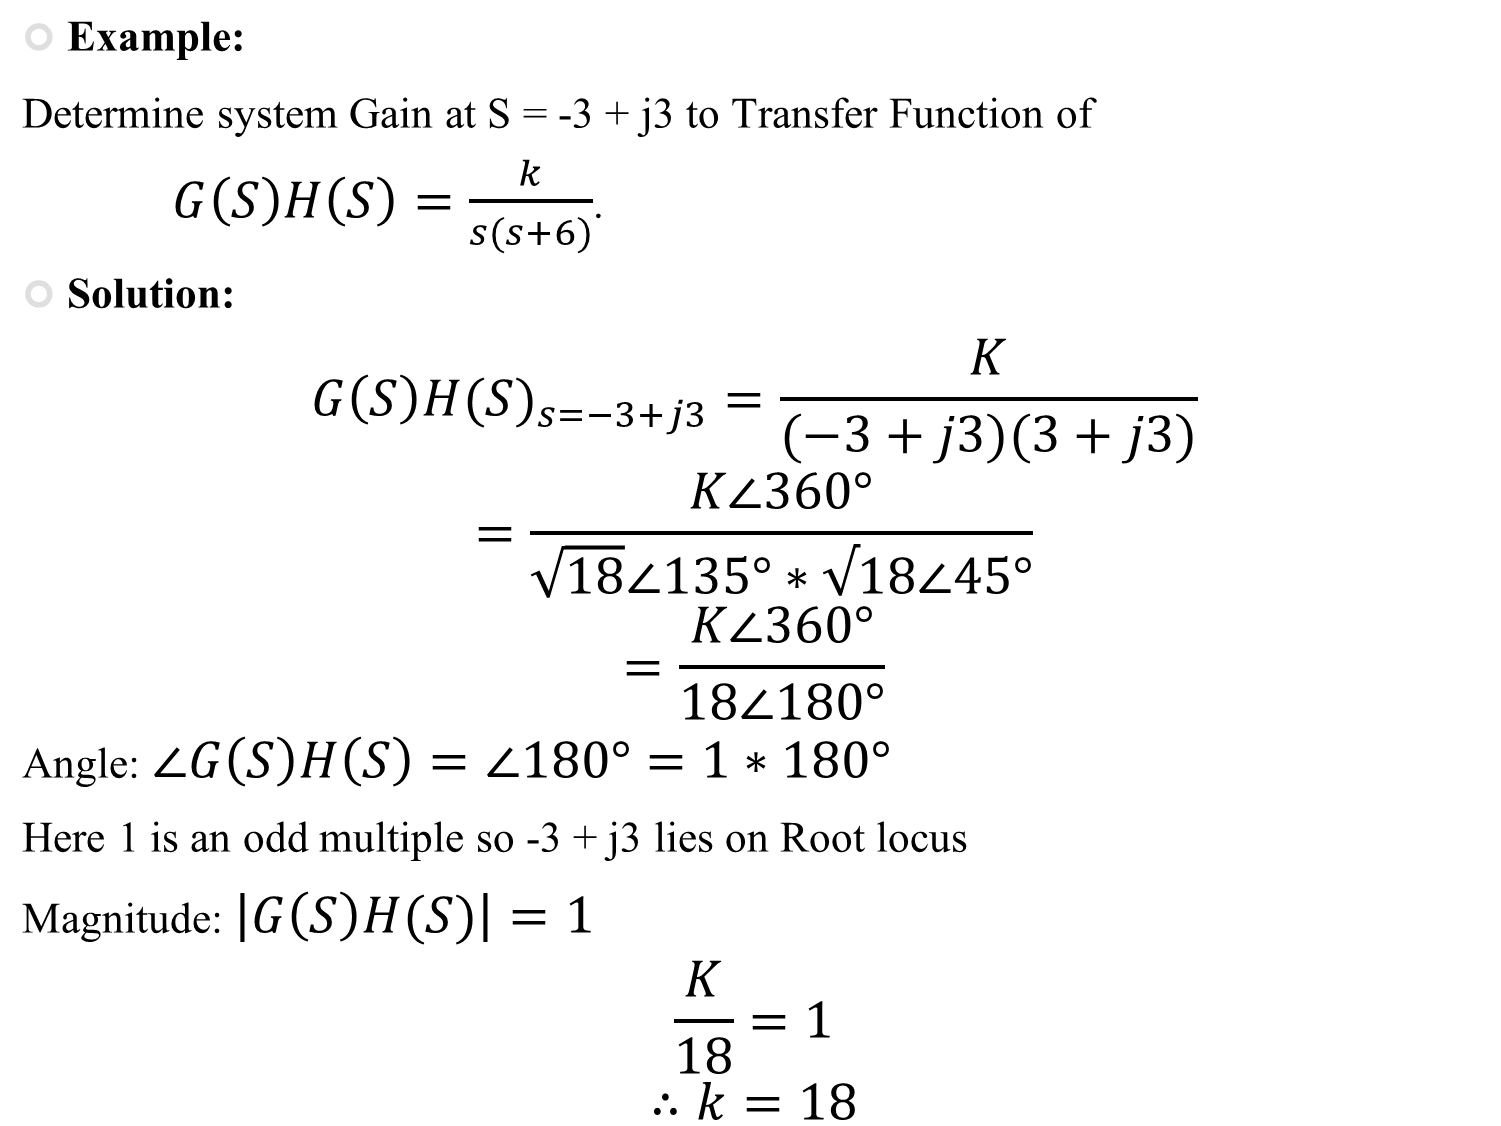 Example:
Determine system Gain at S = -3 + j3 to Transfer Function of
G(S)H(S) = k / s(s+6).
Solution:
G(S)H(S)s=−3+j3 = K / (−3 + j3)(3 + j3)
= K∠360° / √18∠135° ∗ √18∠45°
= K∠360° / 18∠180°
Angle: ∠G(S)H(S) = ∠180° = 1 ∗ 180°
Here 1 is an odd multiple so -3 + j3 lies on Root locus
Magnitude: |G(S)H(S)| = 1
K / 18 = 1
∴ k = 18